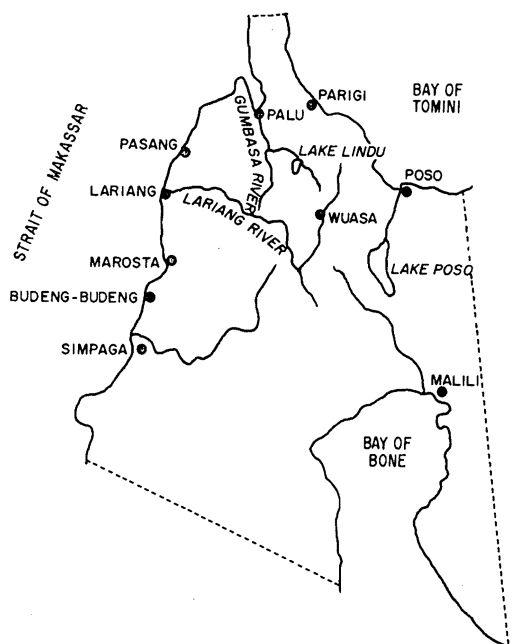 PARIGI
BAY OF
TOMINI
PALU
GUMBASA RIVER
STRAIT OF MAKASSAR
PASANG
LAKE LINDU
POSO
LARIANG
LARIANG RIVER
WUASA
MAROSTA
LAKE POSO
BUDENG-BUDENG
SIMPAGA
MALILI
BAY OF
BONE